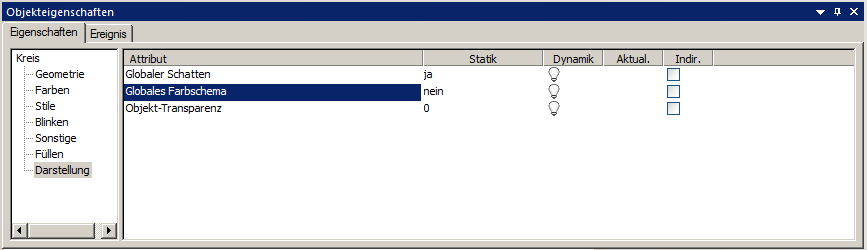 Objekteigenschaften
Eigenschaften Ereignis
Kreis
Geometrie
Farben
Stile
Blinken
Sonstige
Füllen
Darstellung
Attribut Statik Dynamik Aktual. Indir.
Globaler Schatten ja
Globales Farbschema nein
Objekt-Transparenz 0